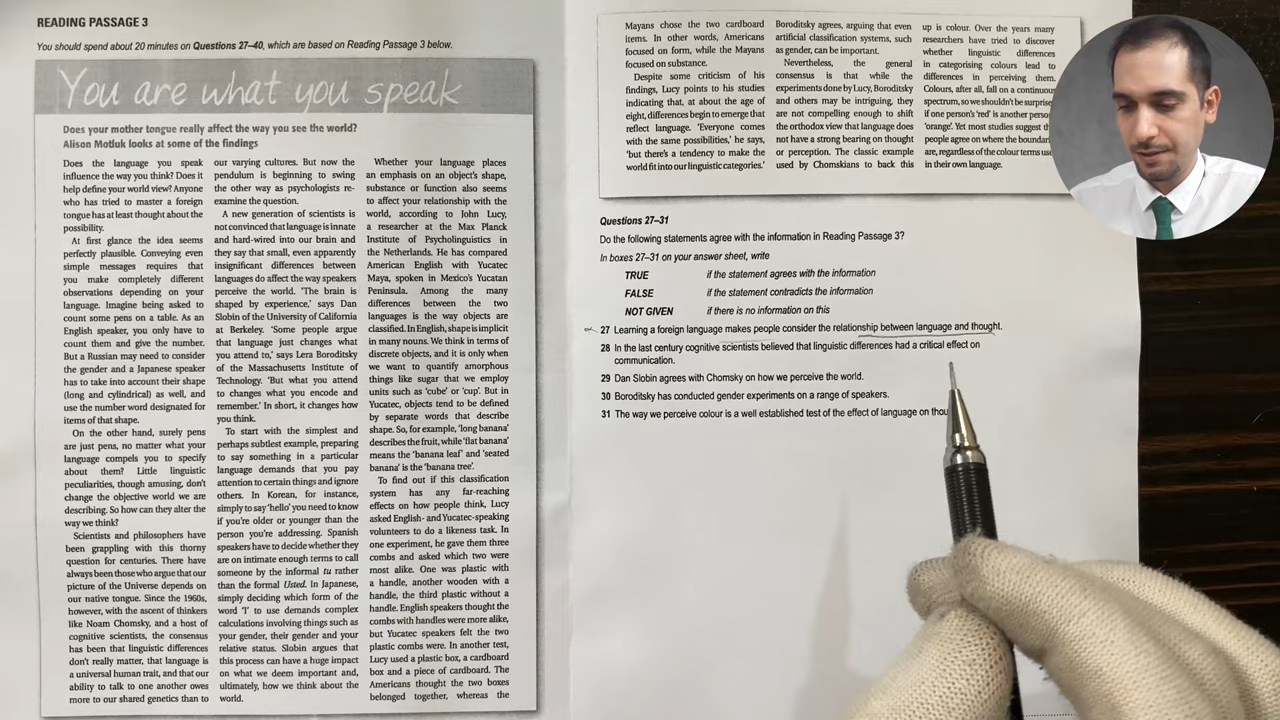 READING PASSAGE 3
You should spend about 20 minutes on Questions 27–40, which are based on Reading Passage 3 below.
You are what you speak
Does your mother tongue really affect the way you see the world?
Alison Motluk looks at some of the findings
Does the language you speak
influence the way you think? Does it
help define your world view? Anyone
who has tried to master a foreign
tongue has at least thought about the
possibility.
At first glance the idea seems
perfectly plausible. Conveying even
simple messages requires that
you make completely different
observations depending on your
language. Imagine being asked to
count some pens on a table. As an
English speaker, you only have to
count them and give the number.
But a Russian may need to consider
the gender and a Japanese speaker
has to take into account their shape
(long and cylindrical) as well, and
use the number word designated for
items of that shape.
On the other hand, surely pens
are just pens, no matter what your
language compels you to specify
about them? Little linguistic
peculiarities, though amusing, don't
change the objective world we are
describing. So how can they alter the
way we think?
Scientists and philosophers have
been grappling with this thorny
question for centuries. There have
always been those who argue that our
picture of the Universe depends on
our native tongue. Since the 1960s,
however, with the ascent of thinkers
like Noam Chomsky, and a host of
cognitive scientists, the consensus
has been that linguistic differences
don't really matter, that language is
a universal human trait, and that our
ability to talk to one another owes
more to our shared genetics than to
our varying cultures. But now the
pendulum is beginning to swing
the other way as psychologists re-
examine the question.
A new generation of scientists is
not convinced that language is innate
and hard-wired into our brain and
they say that small, even apparently
insignificant differences between
languages do affect the way speakers
perceive the world. 'The brain is
shaped by experience,' says Dan
Slobin of the University of California
at Berkeley. 'Some people argue
that language just changes what
you attend to,' says Lera Boroditsky
of the Massachusetts Institute of
Technology. 'But what you attend
to changes what you encode and
remember.' In short, it changes how
you think.
To start with the simplest and
perhaps subtlest example, preparing
to say something in a particular
language demands that you pay
attention to certain things and ignore
others. In Korean, for instance,
simply to say 'hello' you need to know
if you're older or younger than the
person you're addressing. Spanish
speakers have to decide whether they
are on intimate enough terms to call
someone by the informal tu rather
than the formal Usted. In Japanese,
simply deciding which form of the
word 'I' to use demands complex
calculations involving things such as
your gender, their gender and your
relative status. Slobin argues that
this process can have a huge impact
on what we deem important and,
ultimately, how we think about the
world.
Whether your language places
an emphasis on an object's shape,
substance or function also seems
to affect your relationship with the
world, according to John Lucy,
a researcher at the Max Planck
Institute of Psycholinguistics in
the Netherlands. He has compared
American English with Yucatec
Maya, spoken in Mexico's Yucatan
Peninsula. Among the many
differences between the two
languages is the way objects are
classified. In English, shape is implicit
in many nouns. We think in terms of
discrete objects, and it is only when
we want to quantify amorphous
things like sugar that we employ
units such as 'cube' or 'cup'. But in
Yucatec, objects tend to be defined
by separate words that describe
shape. So, for example, 'long banana'
describes the fruit, while 'flat banana'
means the 'banana leaf' and 'seated
banana' is the 'banana tree'.
To find out if this classification
system has any far-reaching
effects on how people think, Lucy
asked English- and Yucatec-speaking
volunteers to do a likeness task. In
one experiment, he gave them three
combs and asked which two were
most alike. One was plastic with
a handle, another wooden with a
handle, the third plastic without a
handle. English speakers thought the
combs with handles were more alike,
but Yucatec speakers felt the two
plastic combs were. In another test,
Lucy used a plastic box, a cardboard
box and a piece of cardboard. The
Americans thought the two boxes
belonged together, whereas the
Mayans chose the two cardboard
items. In other words, Americans
focused on form, while the Mayans
focused on substance.
Despite some criticism of his
findings, Lucy points to his studies
indicating that, at about the age of
eight, differences begin to emerge that
reflect language. 'Everyone comes
with the same possibilities,' he says,
'but there's a tendency to make the
world fit into our linguistic categories.'
Boroditsky agrees, arguing that even
artificial classification systems, such
as gender, can be important.
Nevertheless, the general
consensus is that while the
experiments done by Lucy, Boroditsky
and others may be intriguing, they
are not compelling enough to shift
the orthodox view that language does
not have a strong bearing on thought
or perception. The classic example
used by Chomskians to back this
up is colour. Over the years many
researchers have tried to discover
whether linguistic differences
in categorising colours lead to
differences in perceiving them.
Colours, after all, fall on a continuous
spectrum, so we shouldn't be
if one person's 'red' is another
'orange'. Yet most studies suggest
people agree on where the
are, regardless of the colour terms
in their own language.
Questions 27–31
Do the following statements agree with the information in Reading Passage 3?
In boxes 27–31 on your answer sheet, write
TRUE if the statement agrees with the information
FALSE if the statement contradicts the information
NOT GIVEN if there is no information on this
27 Learning a foreign language makes people consider the relationship between language and thought.
28 In the last century cognitive scientists believed that linguistic differences had a critical effect on
communication.
29 Dan Slobin agrees with Chomsky on how we perceive the world.
30 Boroditsky has conducted gender experiments on a range of speakers.
31 The way we perceive colour is a well established test of the effect of language on